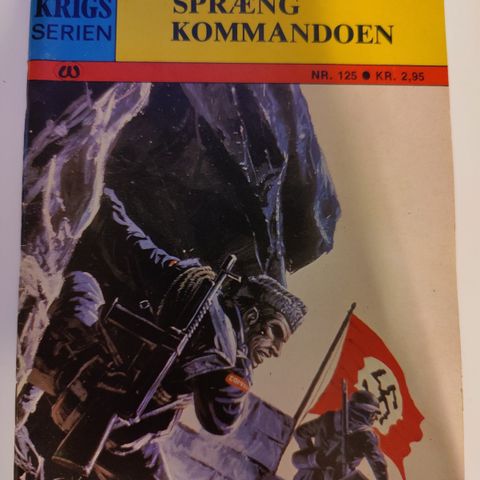 KRIGS
SERIEN
SPRÆNG
KOMMANDOEN
NR. 125 ● KR. 2,95